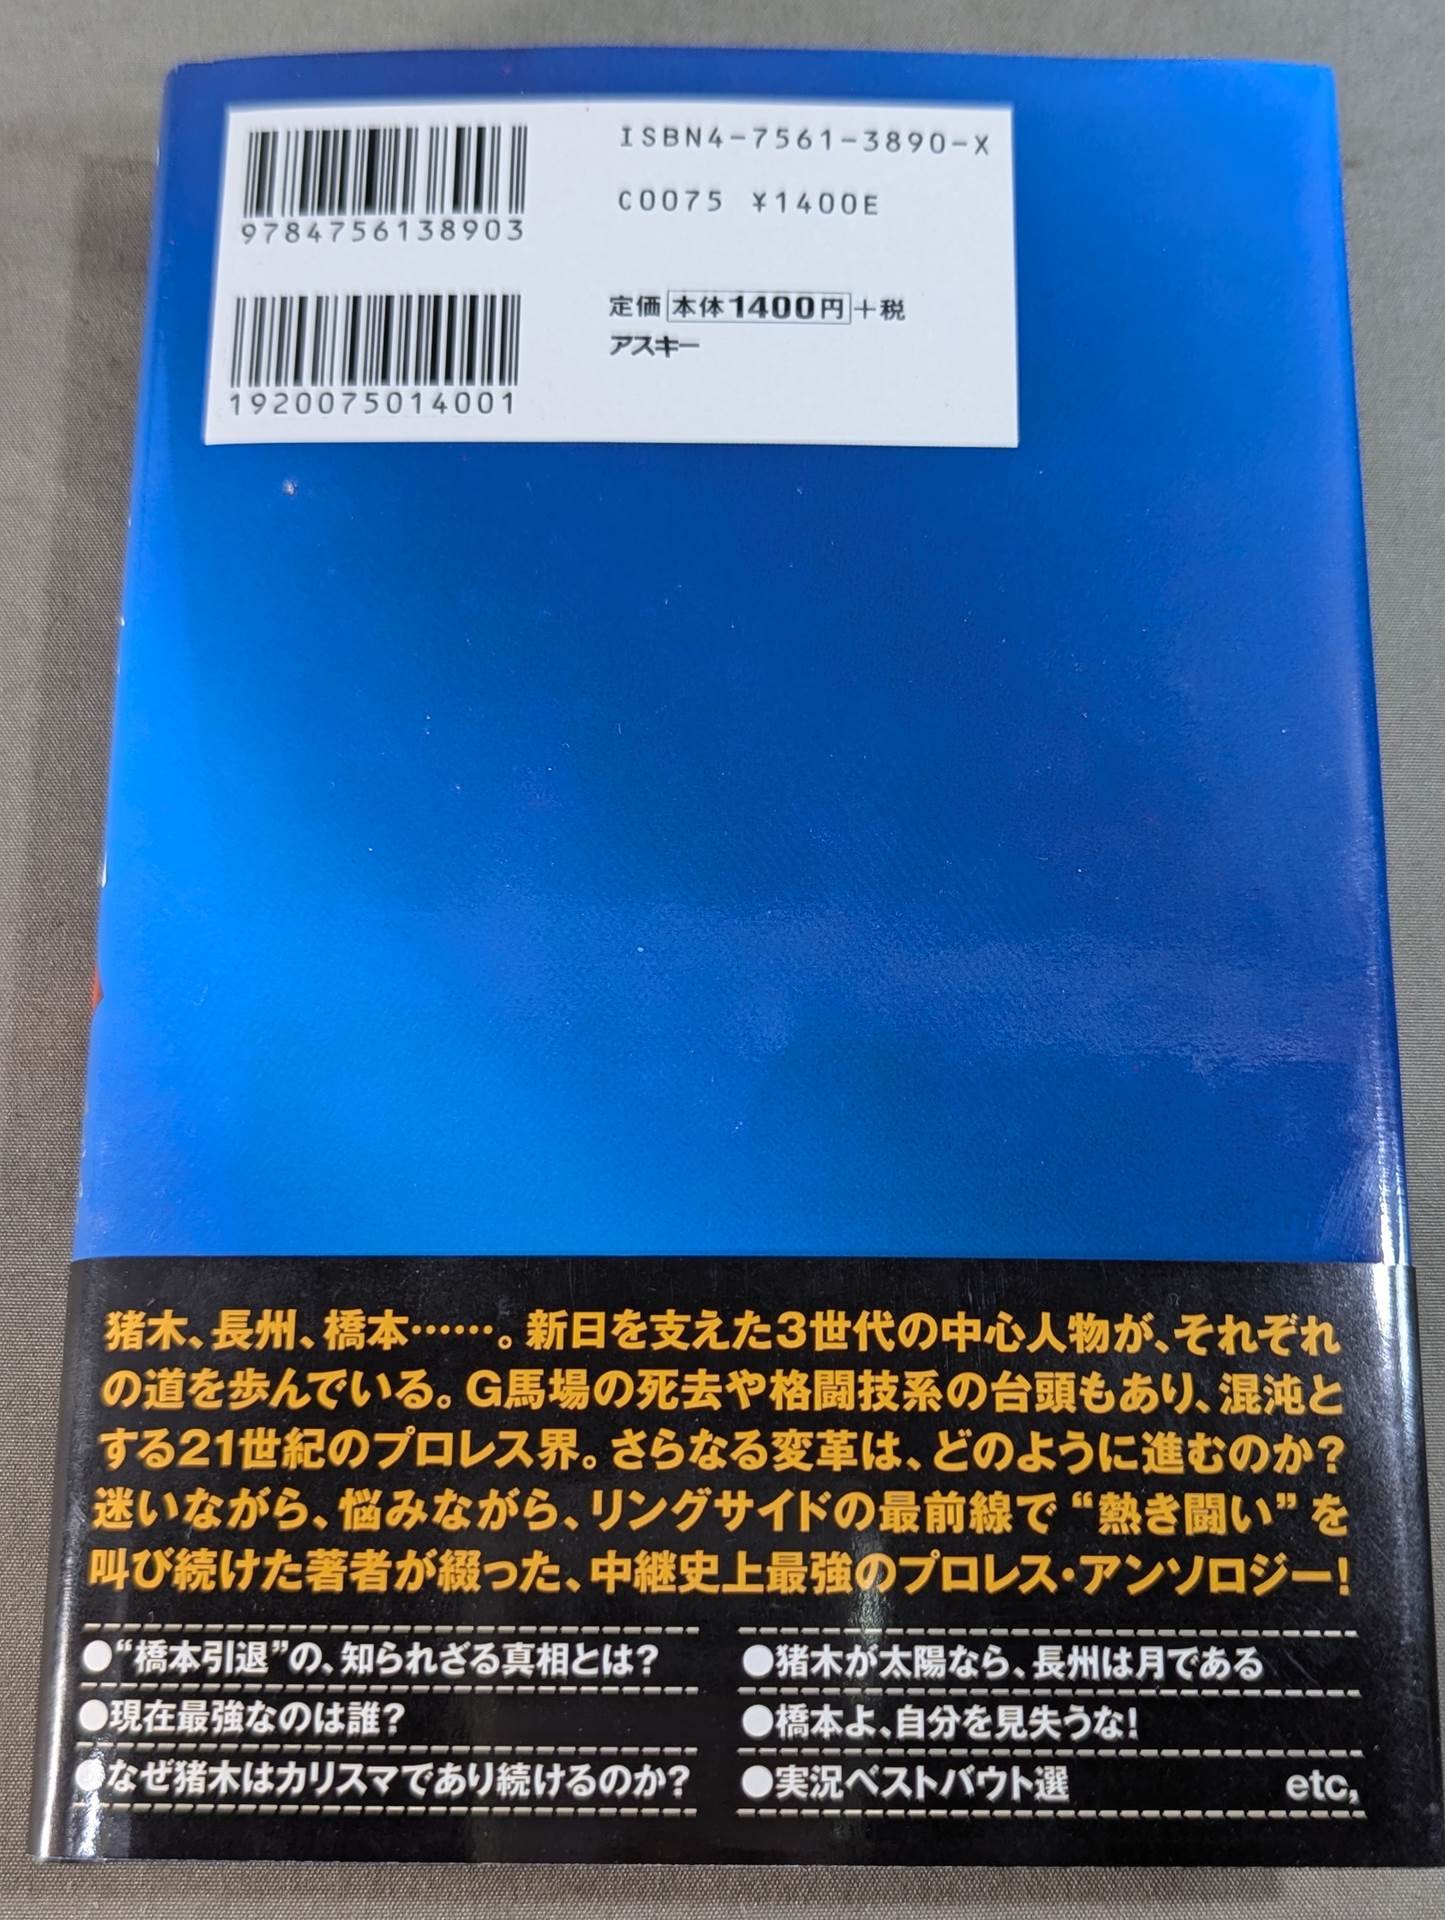 ISBN4-7561-3890-X
C0075 ¥1400E
9784756138903
定価 本体1400円+税
アスキー
1920075014001
猪木、長州、橋本……。新日を支えた3世代の中心人物が、それぞれ
の道を歩んでいる。G馬場の死去や格闘技系の台頭もあり、混沌と
する21世紀のプロレス界。さらなる変革は、どのように進むのか?
迷いながら、悩みながら、リングサイドの最前線で“熱き闘い”を
叫び続けた著者が綴った、中継史上最強のプロレス・アンソロジー!
●“橋本引退”の、知られざる真相とは?
●現在最強なのは誰?
●なぜ猪木はカリスマであり続けるのか?
●猪木が太陽なら、長州は月である
●橋本よ、自分を見失うな!
●実況ベストバウト選 etc,